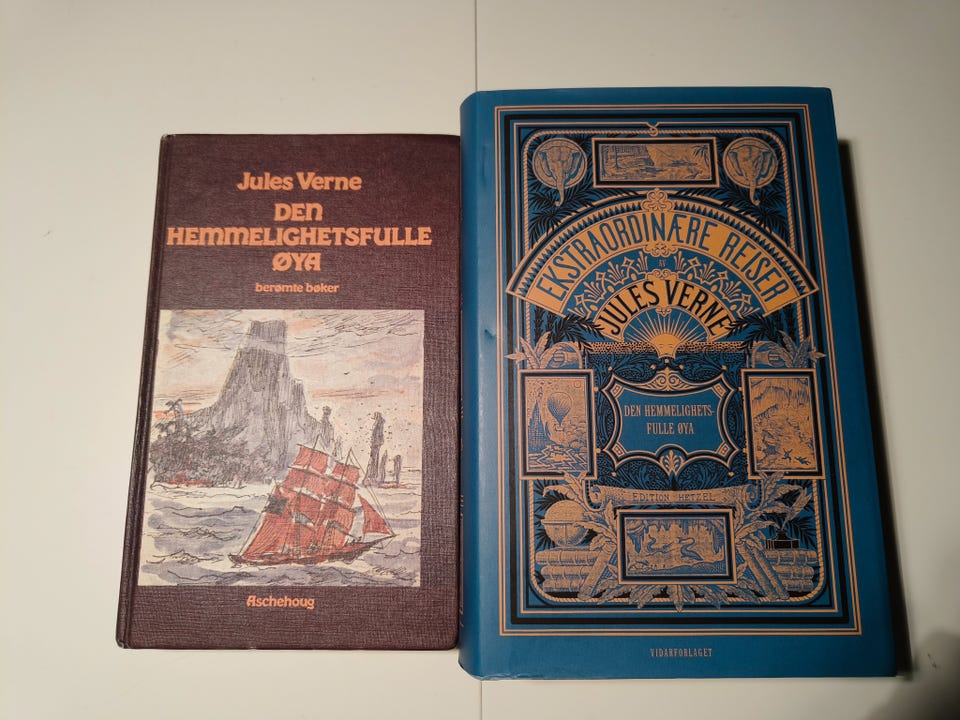 Jules Verne
DEN
HEMMELIGHETSFULLE
ØYA
berømte bøker
Aschehoug
EKSTRAORDINÆRE REISER
AV
JULES VERNE
DEN HEMMELIGHETS-
FULLE ØYA
EDITION HETZEL
VIDARFORLAGET